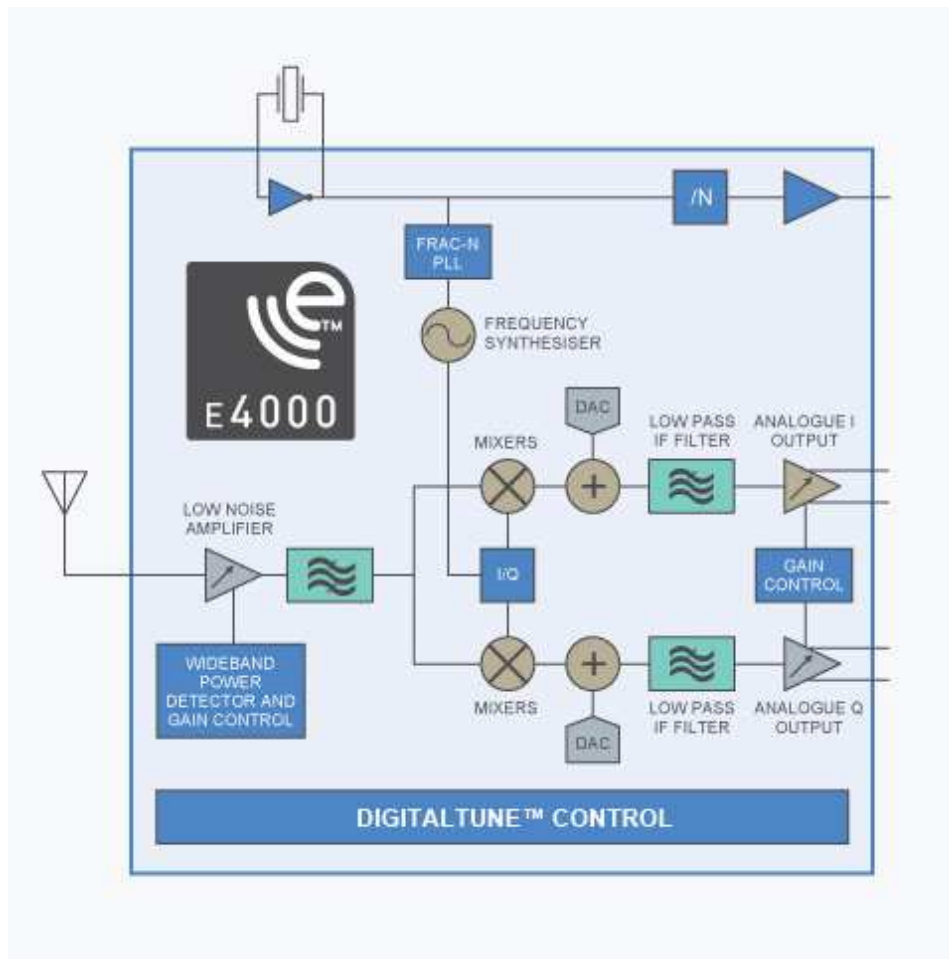 /N
FRAC-N
PLL
e
TM
E4000
FREQUENCY
SYNTHESISER
DAC
MIXERS
LOW PASS
IF FILTER
ANALOGUE I
OUTPUT
LOW NOISE
AMPLIFIER
I/Q
GAIN
CONTROL
WIDEBAND
POWER
DETECTOR AND
GAIN CONTROL
MIXERS
DAC
LOW PASS
IF FILTER
ANALOGUE Q
OUTPUT
DIGITALTUNE™ CONTROL